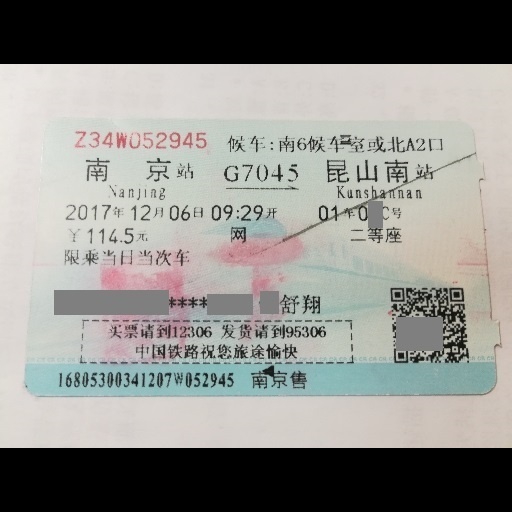 Z34W052945 候车:南6候车室或北A2口
南京站 G7045 昆山南站
Nanjing Kunshannan
2017年12月06日09:29开 01车0 C号
￥114.5元 网 二等座
限乘当日当次车
**** 舒翔
买票请到12306 发货请到95306
中国铁路祝您旅途愉快
16805300341207W052945 南京售